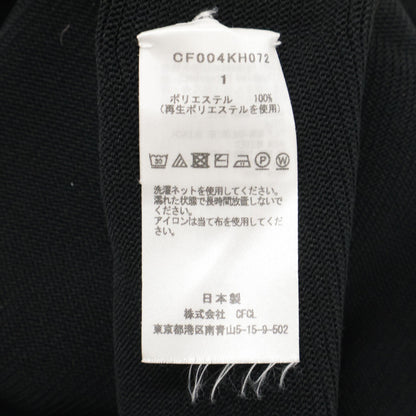 CF004KH072
1
ポリエステル 100%
(再生ポリエステルを使用)
洗濯ネットを使用してください。
濡れた状態で長時間放置しないで
ください。
アイロンは当て布を使用してください。
日本製
株式会社 CFCL
東京都港区南青山5-15-9-502